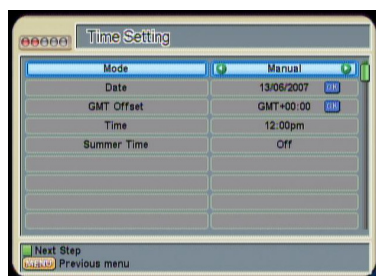 Time Setting
Mode Manual
Date 13/06/2007 OK
GMT Offset GMT+00:00 OK
Time 12:00pm
Summer Time Off
Next Step
MENU Previous menu